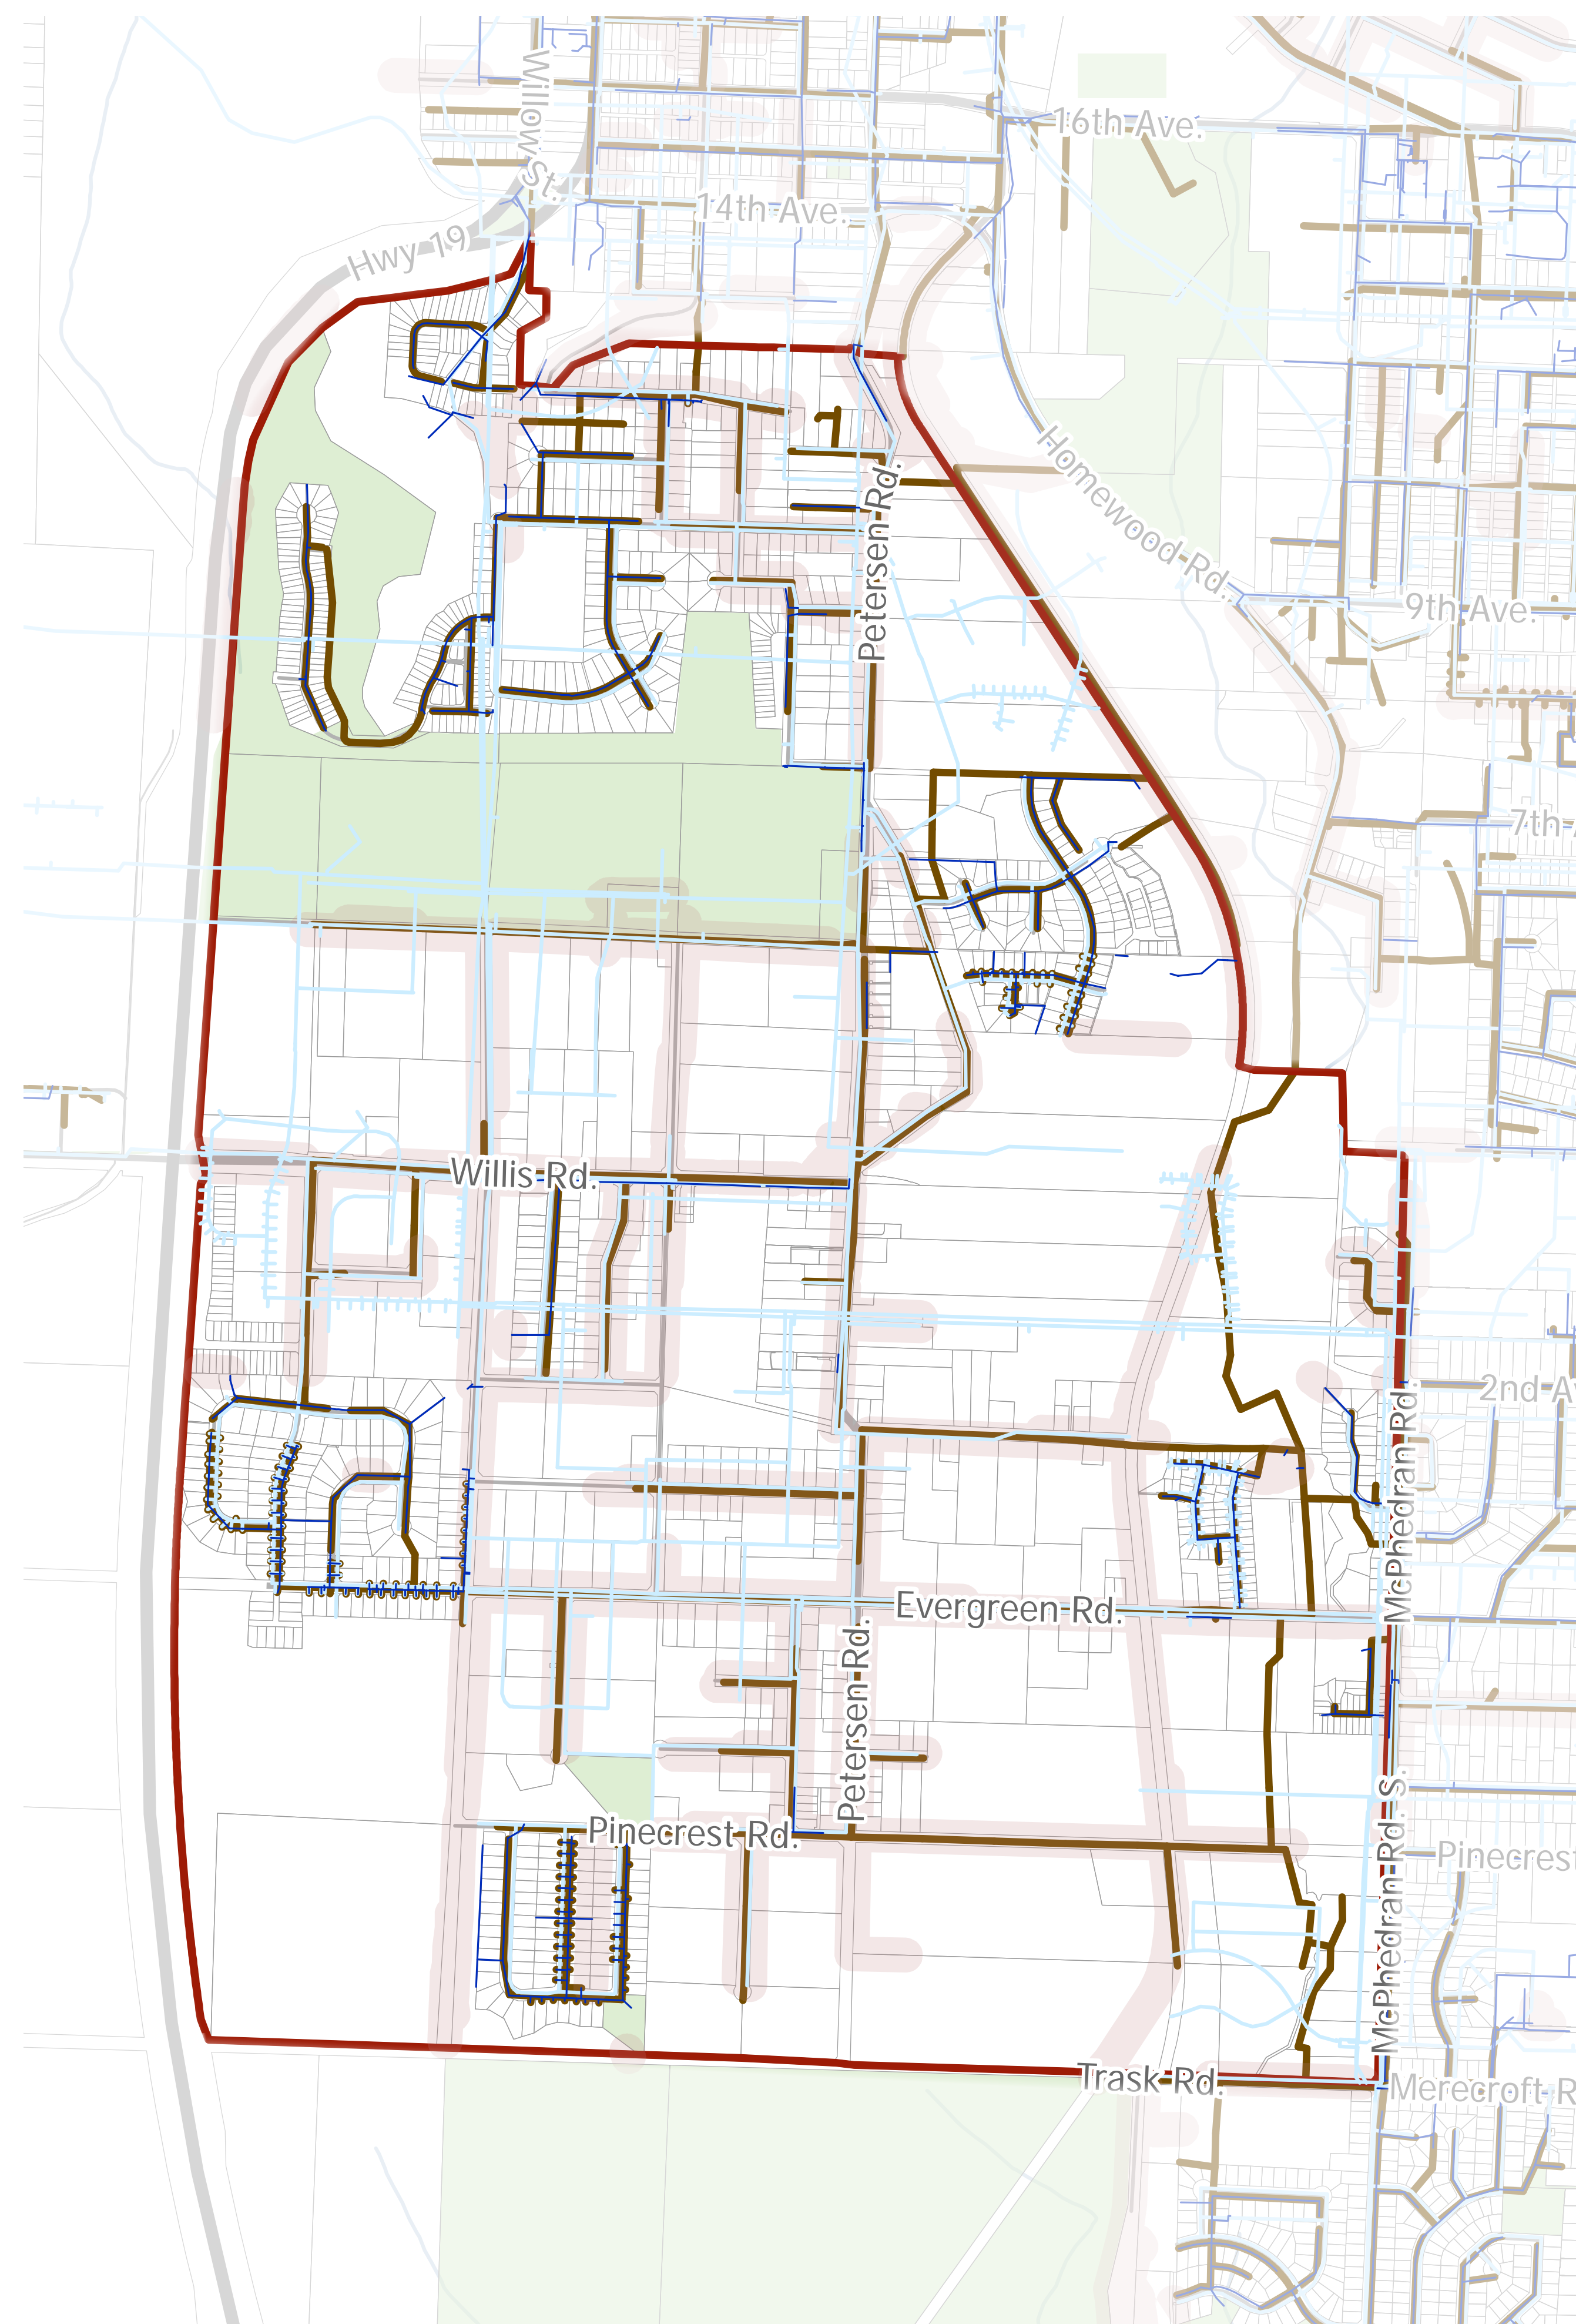 Willow St.
16th Ave.
14th Ave.
Hwy 19
Homewood Rd.
Petersen Rd.
9th Ave.
7th A
Willis Rd.
2nd Av
McPhedran Rd.
Evergreen Rd.
Petersen Rd.
McPhedran Rd. S.
Pinecrest Rd.
Pinecrest
Trask Rd.
Merecroft R